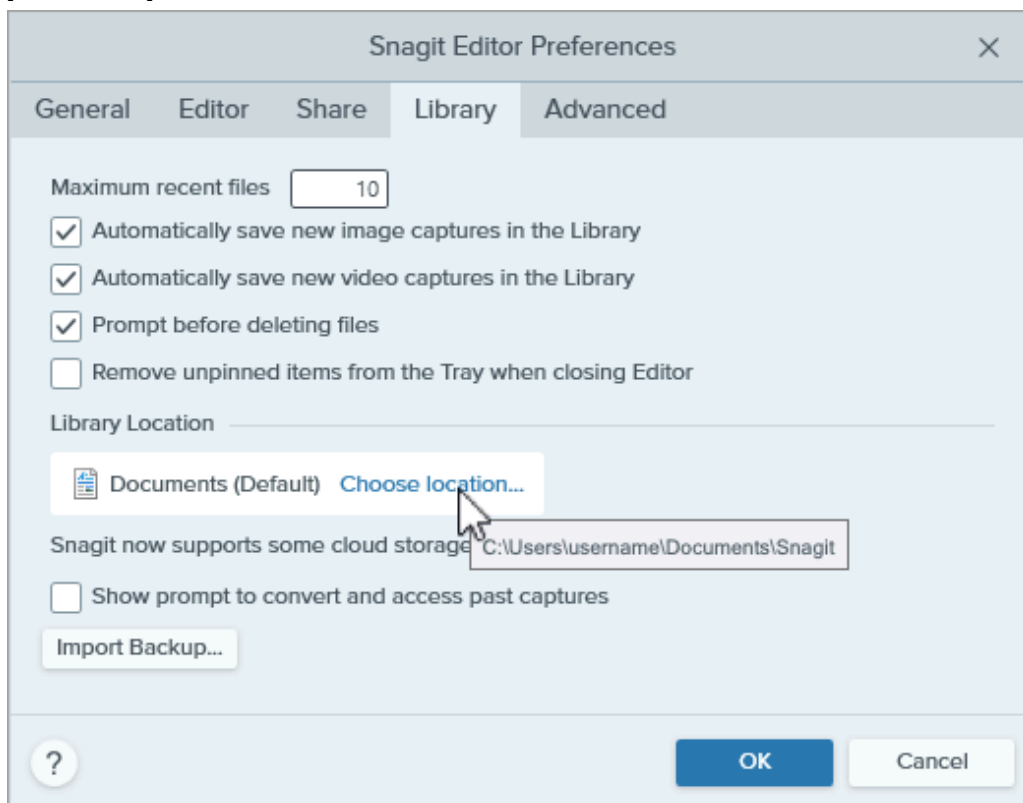 Snagit Editor Preferences
General Editor Share Library Advanced
Maximum recent files 10
Automatically save new image captures in the Library
Automatically save new video captures in the Library
Prompt before deleting files
Remove unpinned items from the Tray when closing Editor
Library Location
Documents (Default) Choose location...
Snagit now supports some cloud storage
C:\Users\username\Documents\Snagit
Show prompt to convert and access past captures
Import Backup...
?
OK Cancel